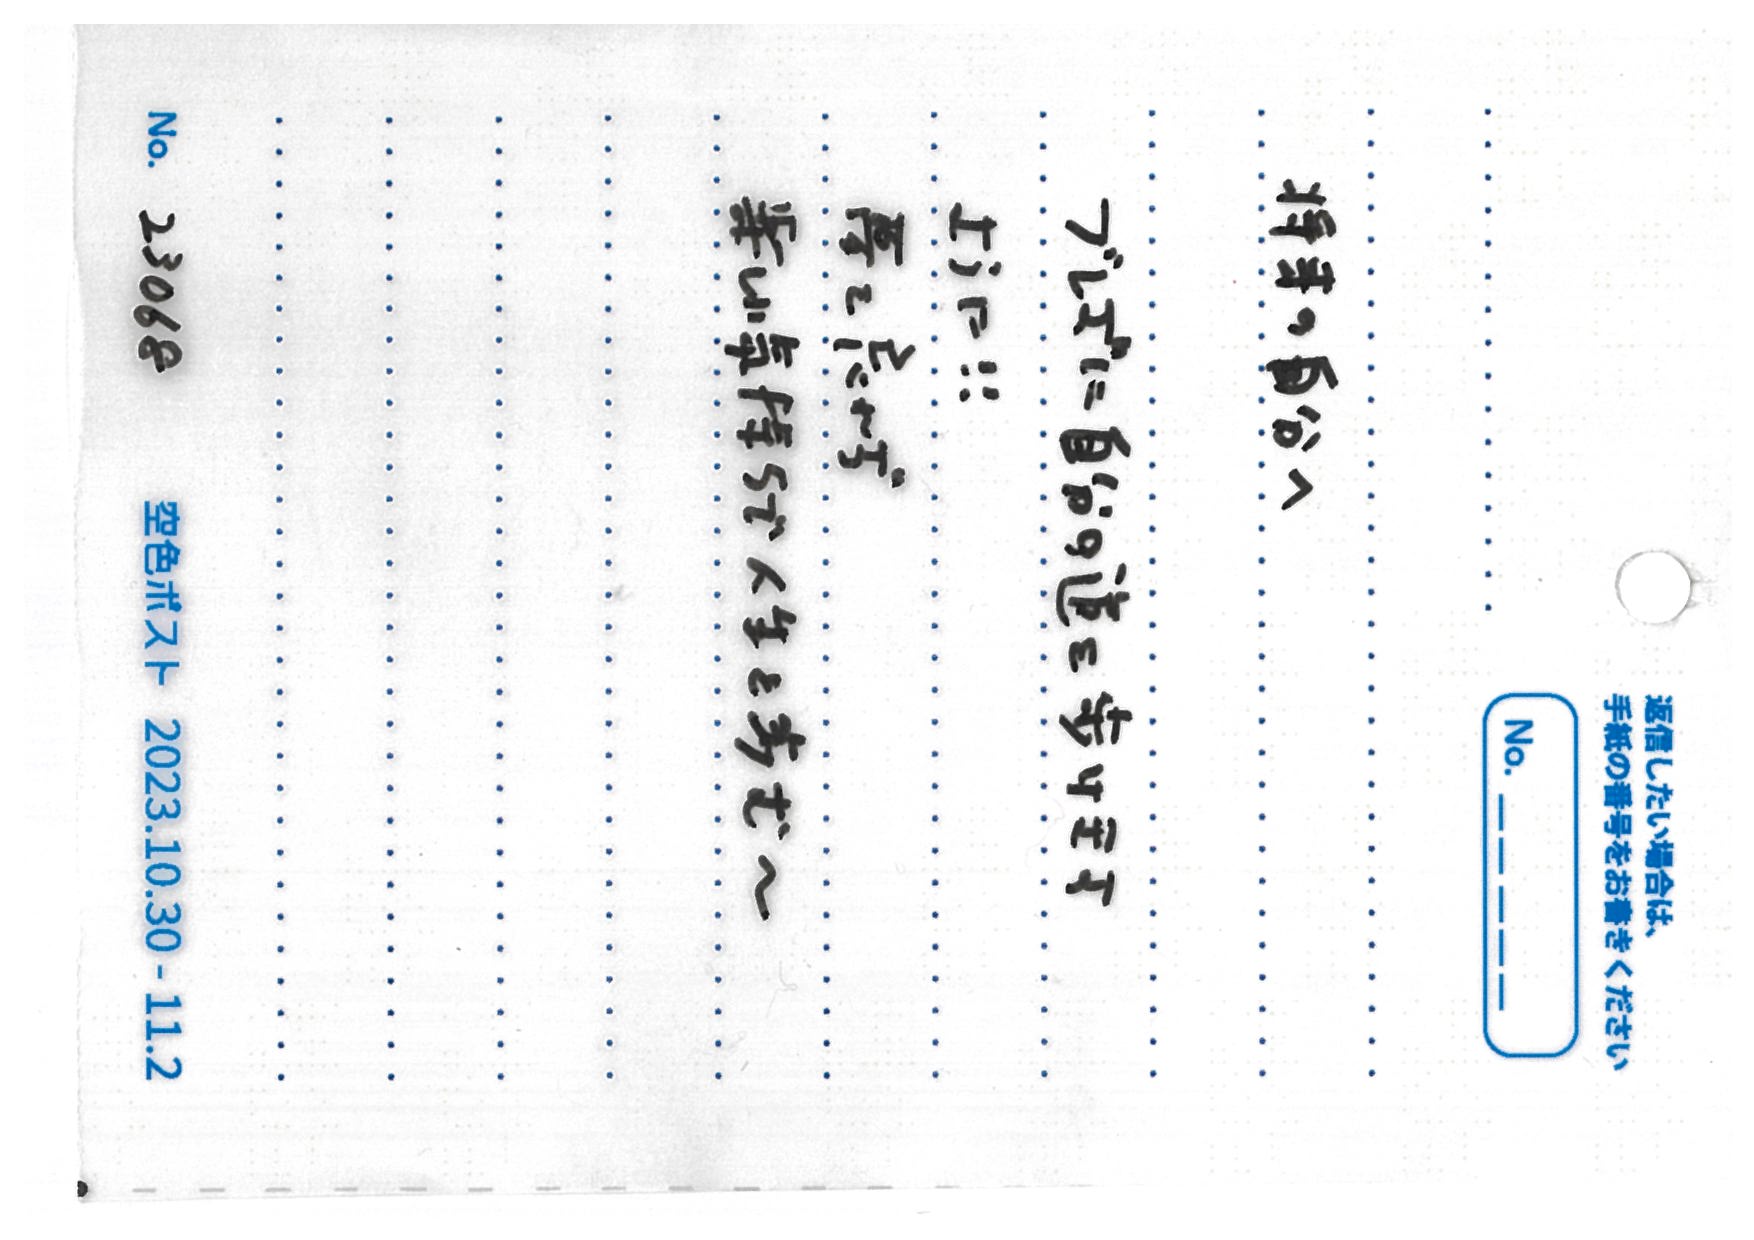 返信したい場合は、
手紙の番号をお書きください
No. _ _ _ _ _
将来の自分へ
ブレずに自分の道を歩けます
ように!!
夢を忘れず
楽しい気持ちで人生を歩む〜
No. 23068
空色ポスト 2023.10.30 - 11.2